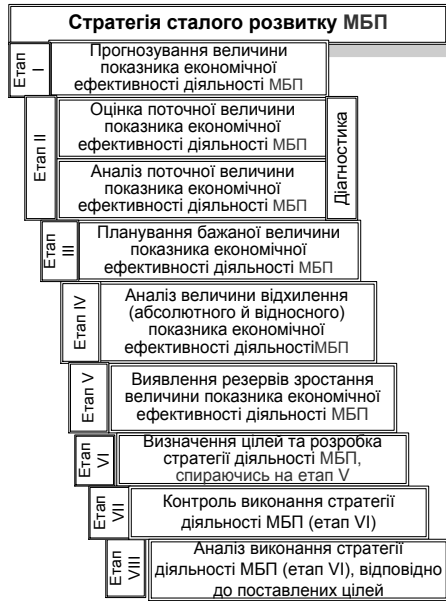 Стратегія сталого розвитку МБП
Етап
I
Прогнозування величини
показника економічної
ефективності діяльності МБП
Етап II
Оцінка поточної величини
показника економічної
ефективності діяльності МБП
Аналіз поточної величини
показника економічної
ефективності діяльності МБП
Діагностика
Етап
III
Планування бажаної величини
показника економічної
ефективності діяльності МБП
Етап IV
Аналіз величини відхилення
(абсолютного й відносного)
показника економічної
ефективності діяльностіМБП
Етап V
Виявлення резервів зростання
величини показника економічної
ефективності діяльності МБП
Етап
VI
Визначення цілей та розробка
стратегії діяльності МБП,
спираючись на етап V
Етап
VII
Контроль виконання стратегії
діяльності МБП (етап VI)
Етап
VIII
Аналіз виконання стратегії
діяльності МБП (етап VI), відповідно
до поставлених цілей